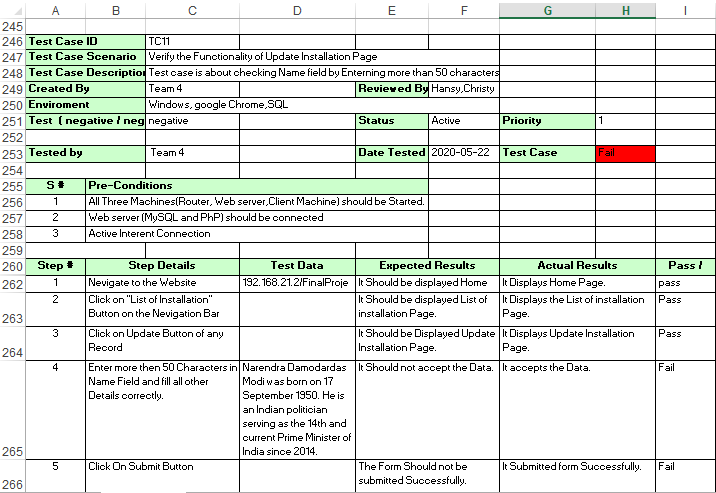 A B C D E F G H I
245
246 Test Case ID TC11
247 Test Case Scenario Verify the Functionality of Update Installation Page
248 Test Case Description Test case is about checking Name field by Enterning more than 50 characters
249 Created By Team 4 Reviewed By Hansy,Christy
250 Enviroment Windows, google Chrome,SQL
251 Test ( negative / neg negative Status Active Priority 1
252
253 Tested by Team 4 Date Tested 2020-05-22 Test Case Fail
254
255 S # Pre-Conditions
256 1 All Three Machines(Router, Web server,Client Machine) should be Started.
257 2 Web server (MySQL and PhP) should be connected
258 3 Active Interent Connection
259
260 Step # Step Details Test Data Expected Results Actual Results Pass /
262 1 Nevigate to the Website 192.168.21.2/FinalProje It Should be displayed Home It Displays Home Page. pass
2 Click on "List of Installation" It Should be displayed List of It Displays the List of installation Pass
263 Button on the Nevigation Bar installation Page. Page.
3 Click on Update Button of any It Should be Displayed Update It Displays Update Installation Pass
264 Record Installation Page. Page.
4 Enter more then 50 Characters in Narendra Damodardas It Should not accept the Data. It accepts the Data. Fail
Name Field and fill all other Modi was born on 17
Details correctly. September 1950. He is
an Indian politician
serving as the 14th and
current Prime Minister of
265 India since 2014.
5 Click On Submit Button The Form Should not be It Submitted form Successfully. Fail
266 submitted Successfully.